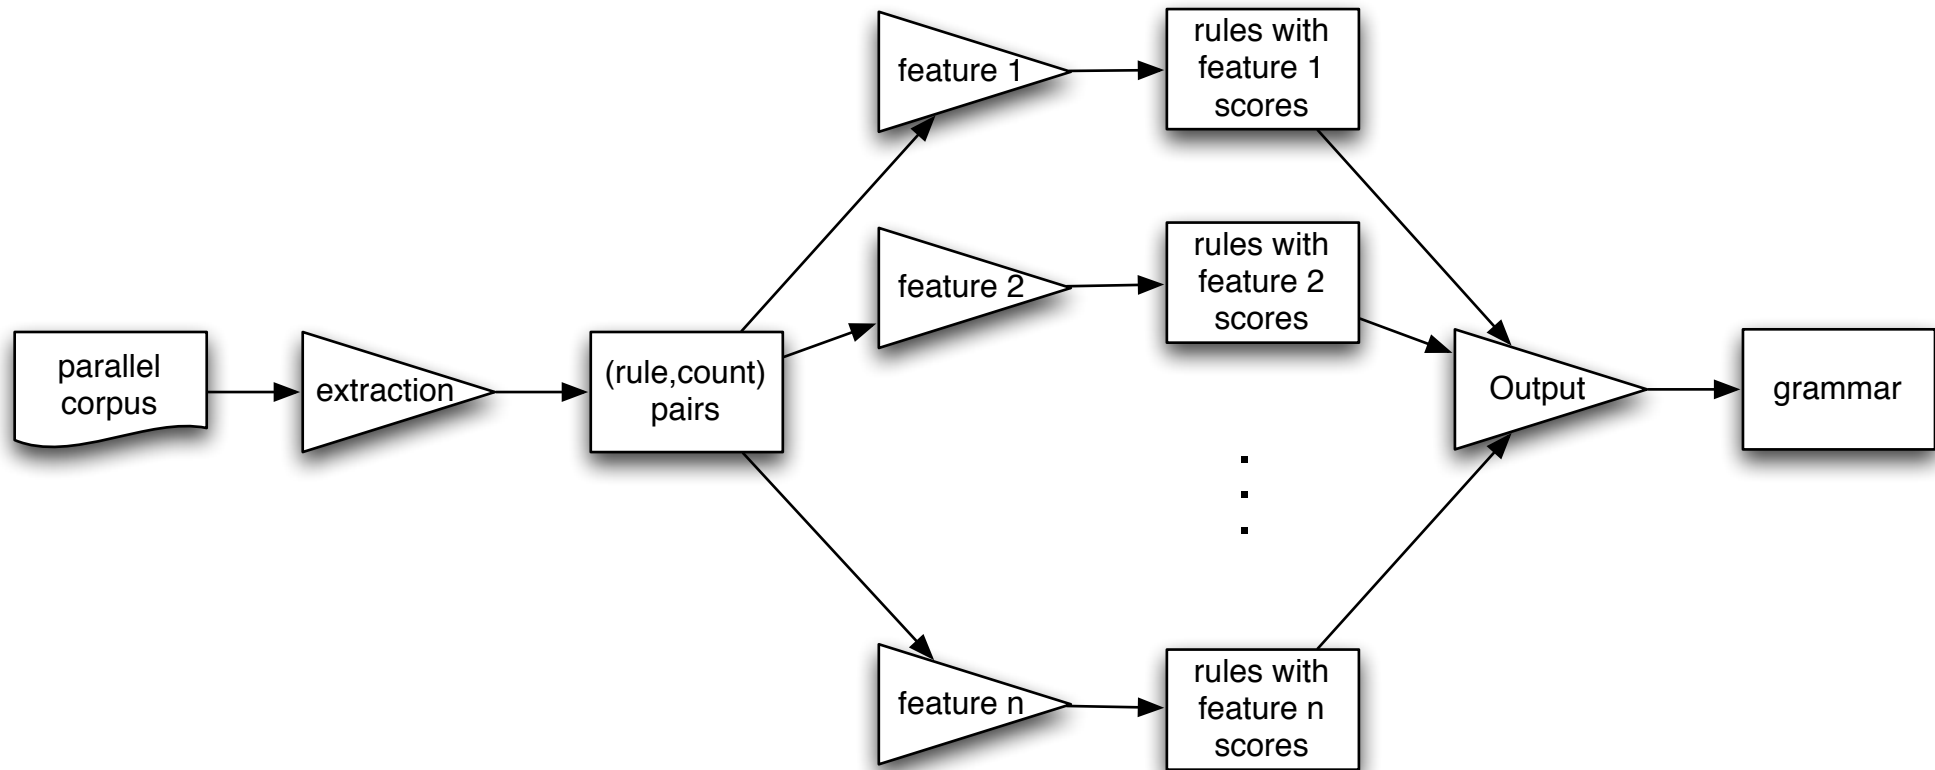 parallel
corpus
extraction
(rule,count)
pairs
feature 1
rules with
feature 1
scores
feature 2
rules with
feature 2
scores
feature n
rules with
feature n
scores
Output
grammar